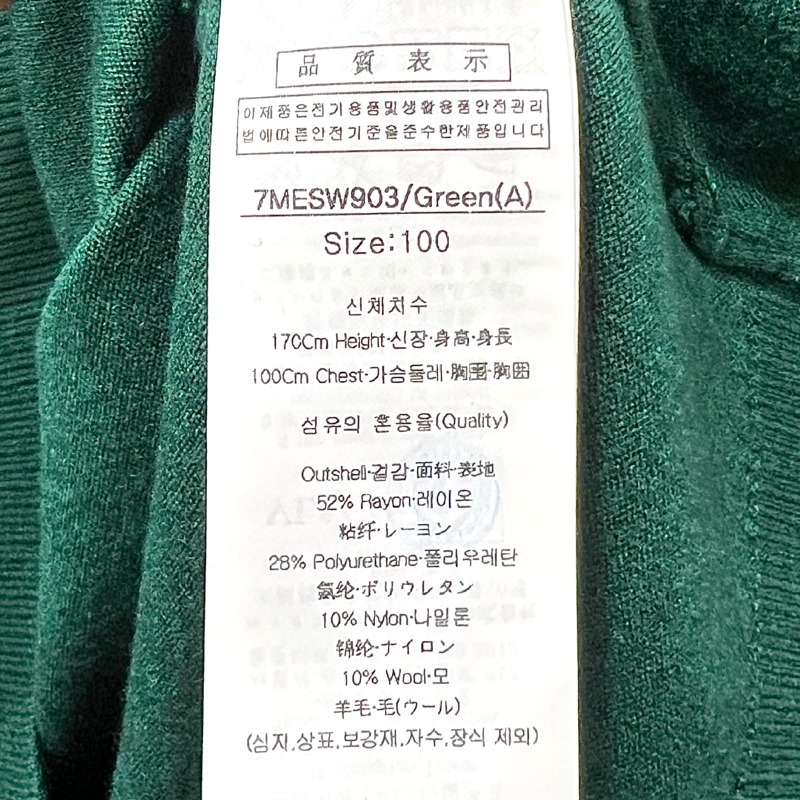 品質表示
이제품은전기용품및생활용품안전관리
법에따른안전기준을준수한제품입니다
7MESW903/Green(A)
Size:100
신체치수
170Cm Height·신장·身高·身長
100Cm Chest·가슴둘레·胸围·胸囲
섬유의 혼용율(Quality)
Outshell·겉감·面料·表地
52% Rayon·레이온
粘纤·レーヨン
28% Polyurethane·폴리우레탄
氨纶·ポリウレタン
10% Nylon·나일론
锦纶·ナイロン
10% Wool·모
羊毛·毛(ウール)
(심지,상표,보강재,자수,장식 제외)